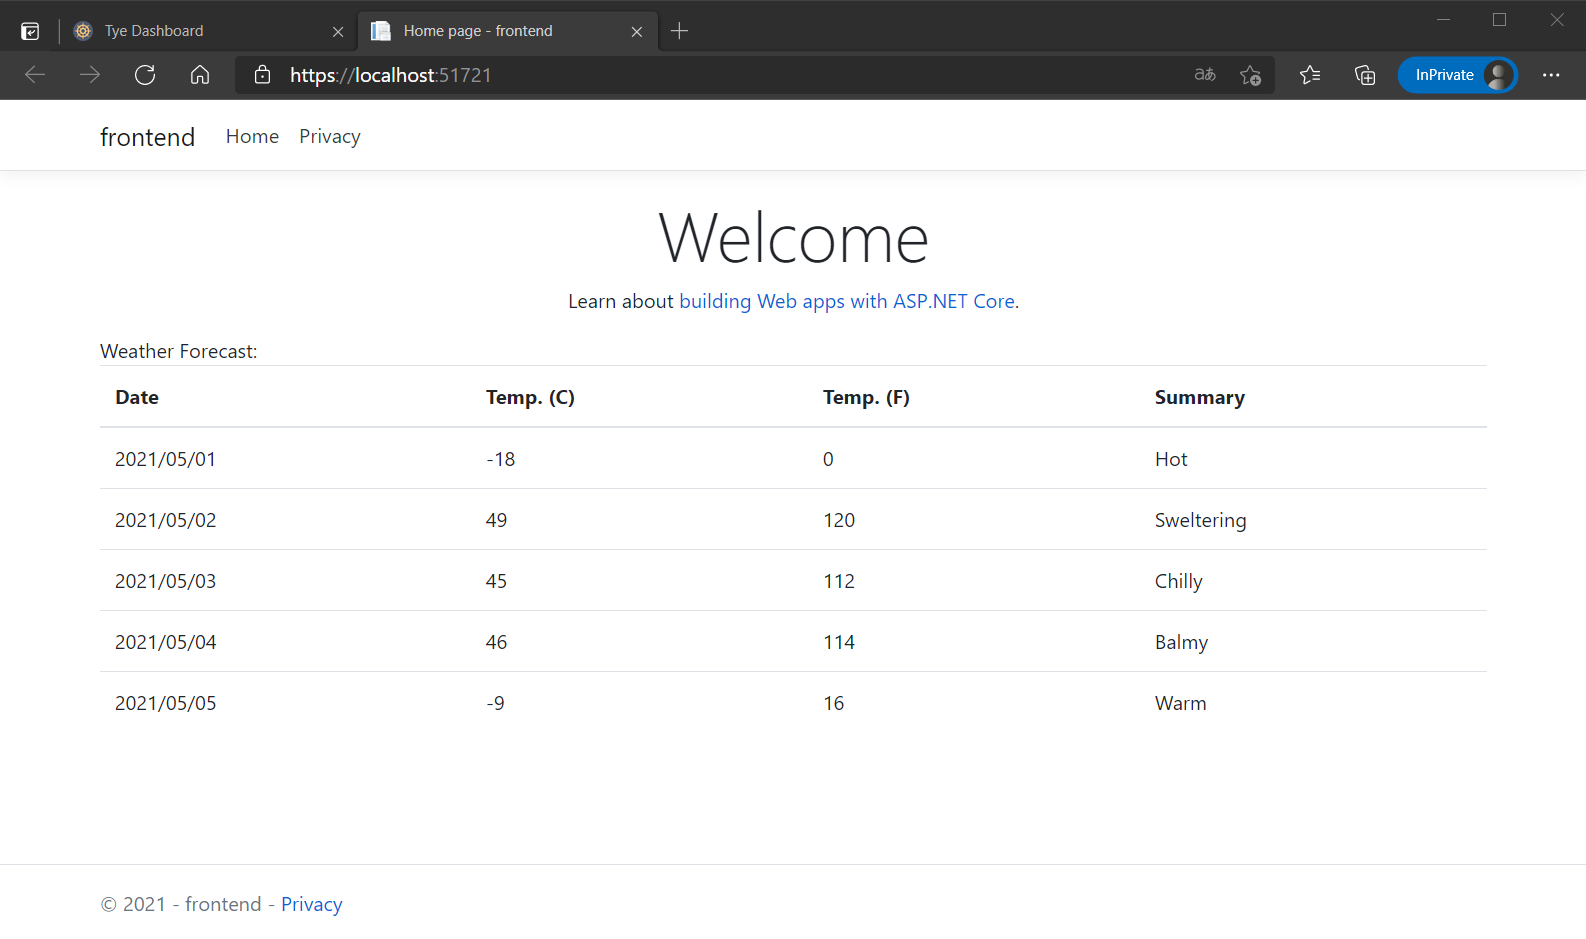 Tye Dashboard
Home page - frontend
https://localhost:51721
aあ
InPrivate
frontend Home Privacy
Welcome
Learn about building Web apps with ASP.NET Core.
Weather Forecast:
Date Temp. (C) Temp. (F) Summary
2021/05/01 -18 0 Hot
2021/05/02 49 120 Sweltering
2021/05/03 45 112 Chilly
2021/05/04 46 114 Balmy
2021/05/05 -9 16 Warm
© 2021 - frontend - Privacy